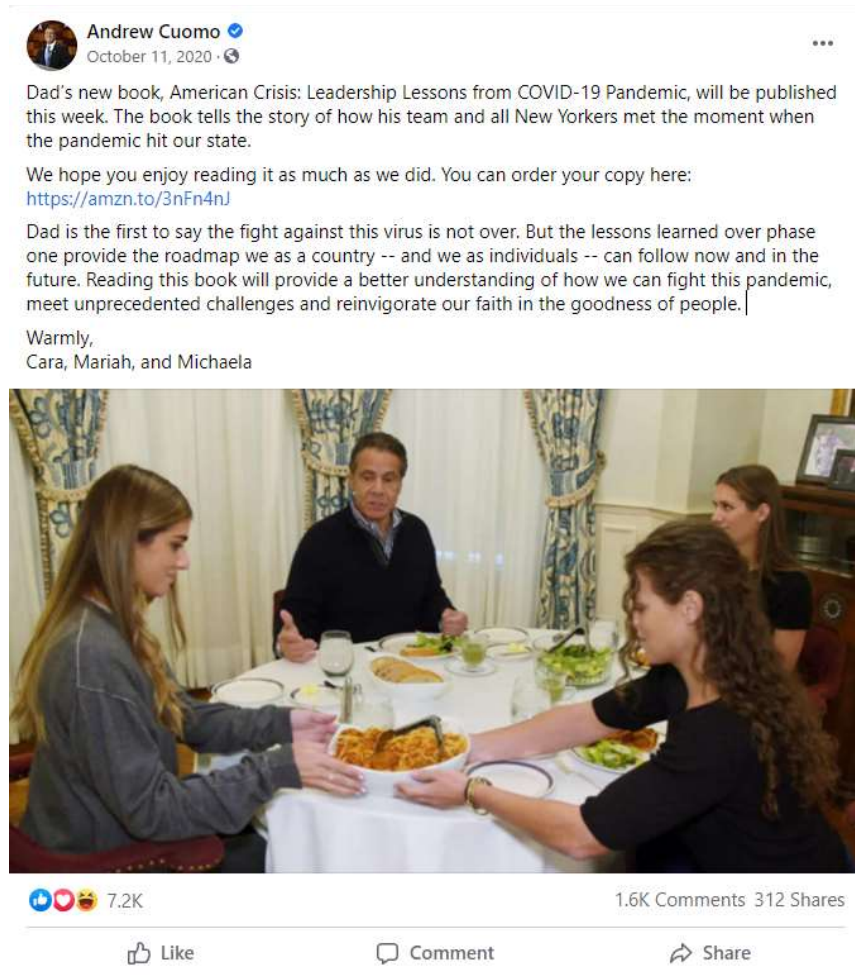 Andrew Cuomo
October 11, 2020
Dad's new book, American Crisis: Leadership Lessons from COVID-19 Pandemic, will be published
this week. The book tells the story of how his team and all New Yorkers met the moment when
the pandemic hit our state.
We hope you enjoy reading it as much as we did. You can order your copy here:
https://amzn.to/3nFn4nJ
Dad is the first to say the fight against this virus is not over. But the lessons learned over phase
one provide the roadmap we as a country -- and we as individuals -- can follow now and in the
future. Reading this book will provide a better understanding of how we can fight this pandemic,
meet unprecedented challenges and reinvigorate our faith in the goodness of people.
Warmly,
Cara, Mariah, and Michaela
7.2K 1.6K Comments 312 Shares
Like Comment Share